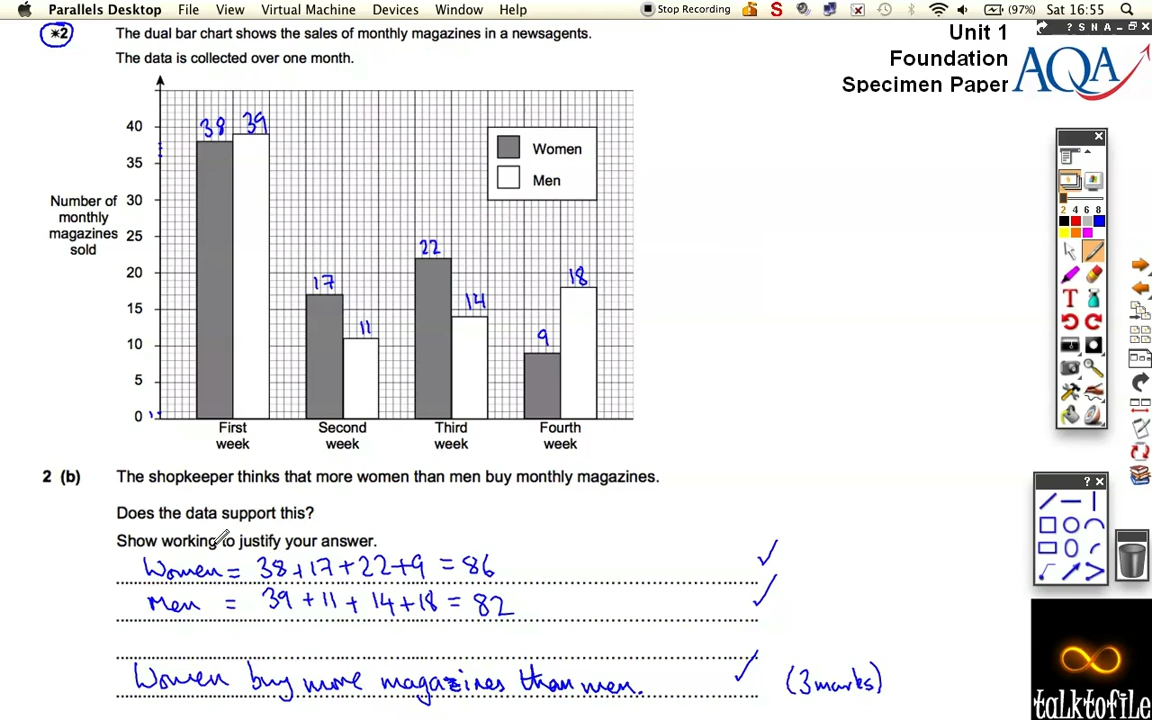 Parallels Desktop File View Virtual Machine Devices Window Help Stop Recording (97%) Sat 16:55
*2 The dual bar chart shows the sales of monthly magazines in a newsagents.
The data is collected over one month.
Unit 1
Foundation
Specimen Paper
AQA
? S N A
40
35
30
25
20
15
10
5
0
Number of
monthly
magazines
sold
38 39
17 11
22 14
9 18
Women
Men
First
week
Second
week
Third
week
Fourth
week
2 (b) The shopkeeper thinks that more women than men buy monthly magazines.
Does the data support this?
Show working to justify your answer.
Women = 38+17+22+9 = 86
Men = 39+11+14+18 = 82
Women buy more magazines than men. (3 marks)
2 4 6 8
T
?
talktofile